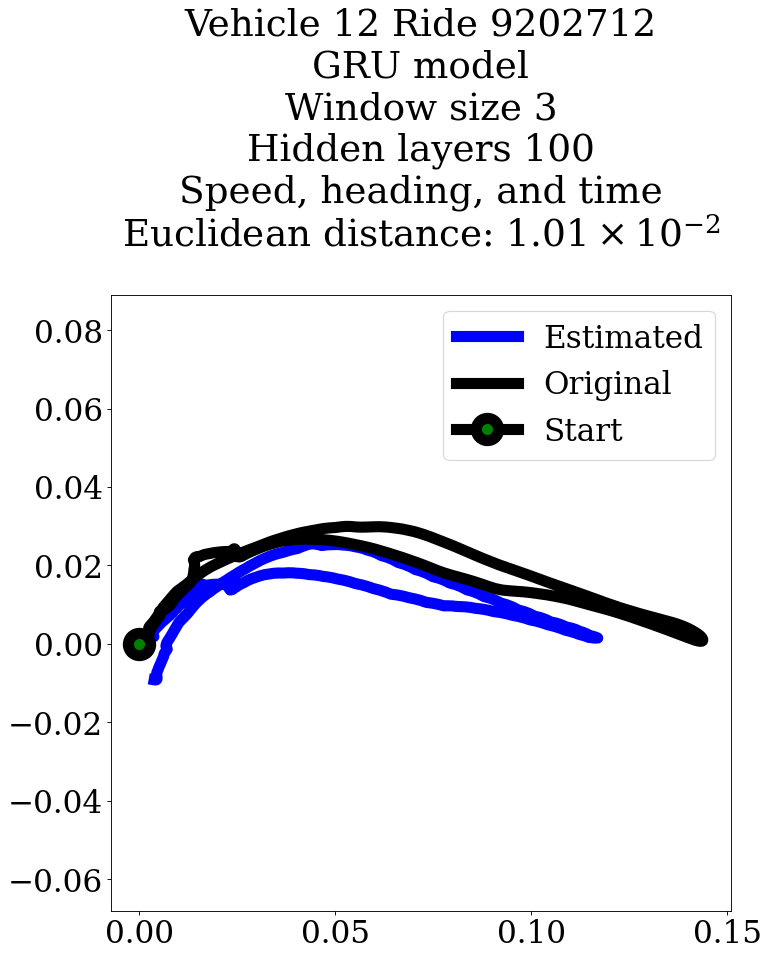 Vehicle 12 Ride 9202712
GRU model
Window size 3
Hidden layers 100
Speed, heading, and time
Euclidean distance: 1.01 × 10⁻²
Estimated
Original
Start
0.08
0.06
0.04
0.02
0.00
−0.02
−0.04
−0.06
0.00 0.05 0.10 0.15